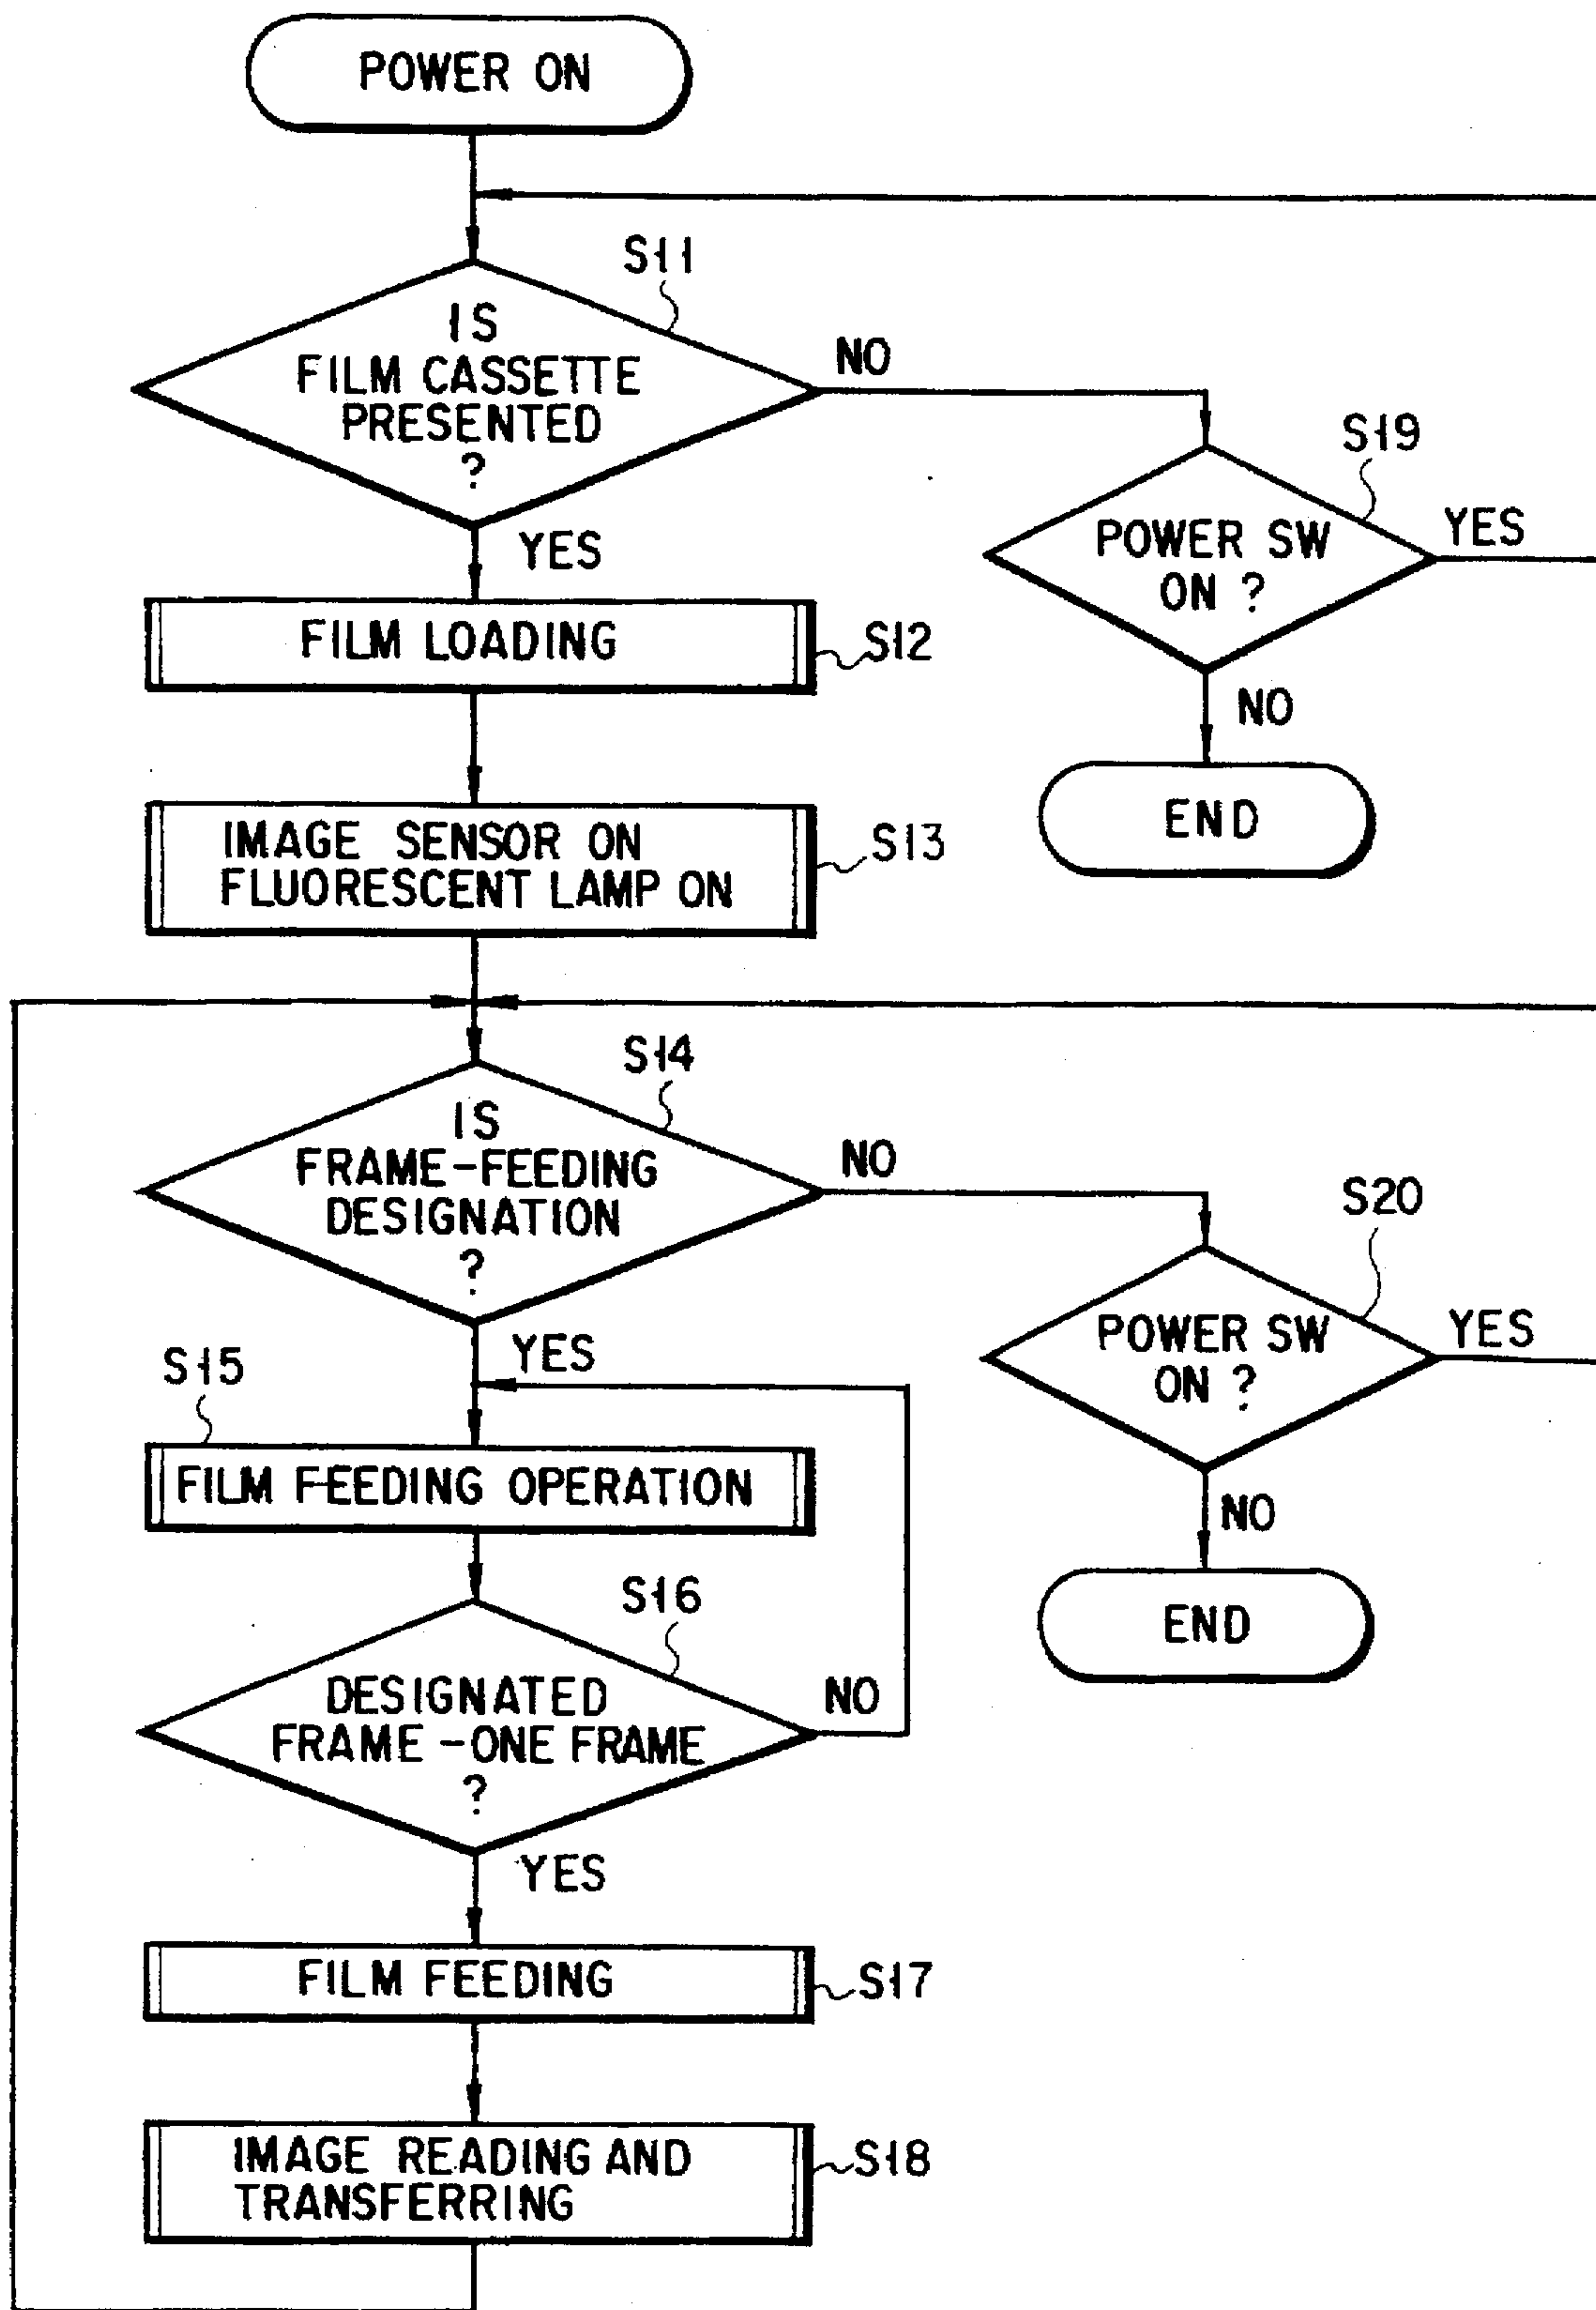 POWER ON
S11
IS
FILM CASSETTE
PRESENTED
?
NO
YES
S19
POWER SW
ON ?
YES
NO
END
FILM LOADING
S12
IMAGE SENSOR ON
FLUORESCENT LAMP ON
S13
S14
IS
FRAME-FEEDING
DESIGNATION
?
NO
YES
S20
POWER SW
ON ?
YES
NO
END
S15
FILM FEEDING OPERATION
S16
DESIGNATED
FRAME-ONE FRAME
?
NO
YES
FILM FEEDING
S17
IMAGE READING AND
TRANSFERRING
S18